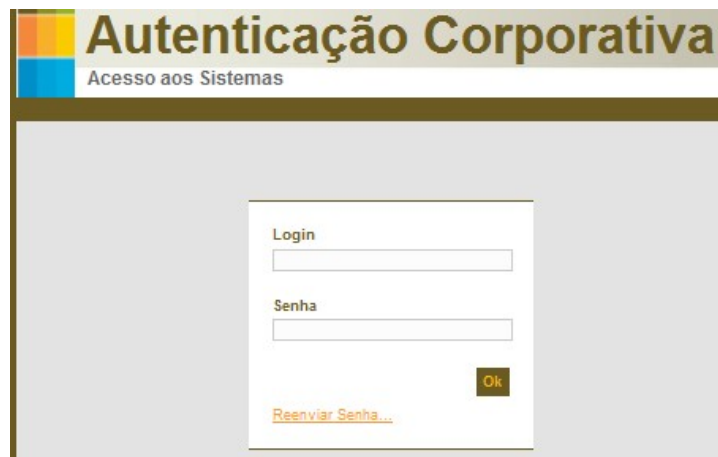 Autenticação Corporativa
Acesso aos Sistemas
Login
Senha
Ok
Reenviar Senha...